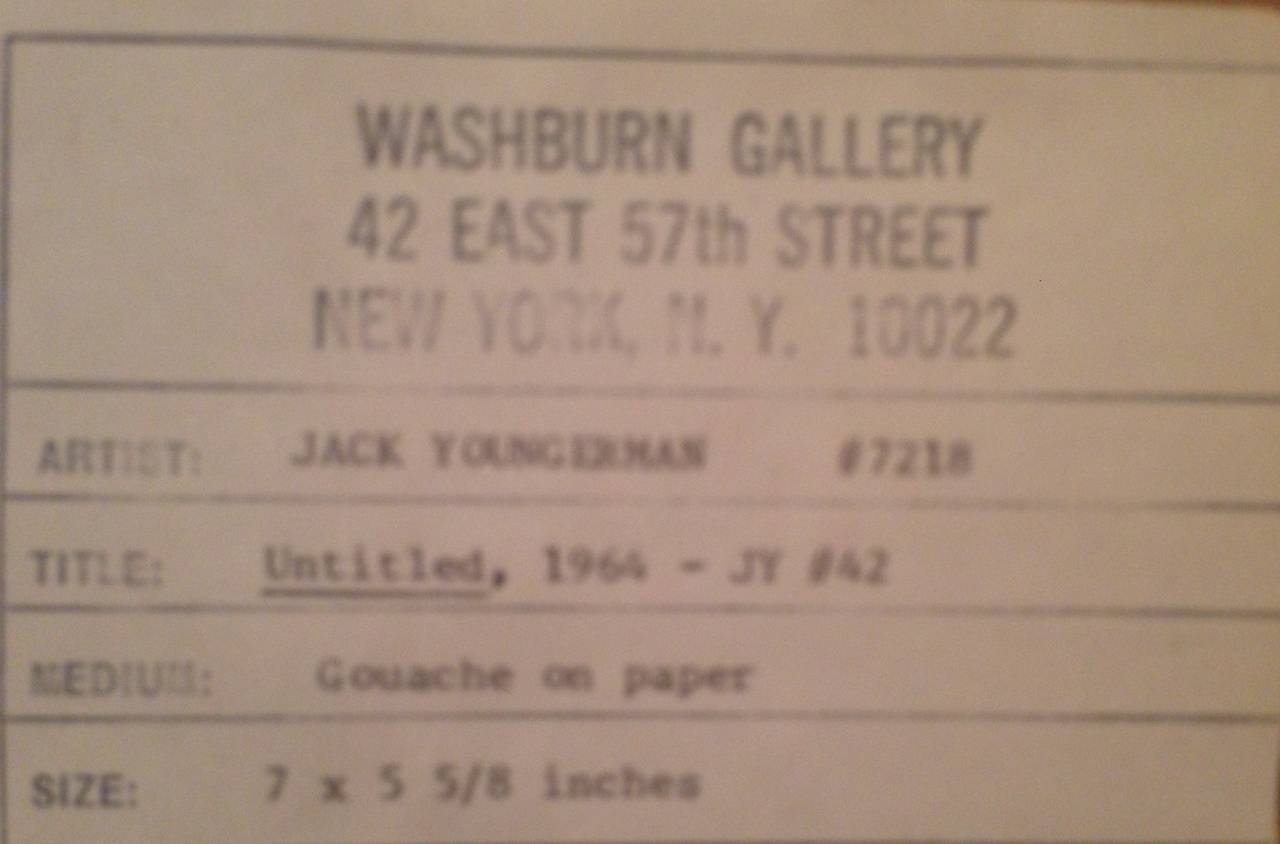 WASHBURN GALLERY
42 EAST 57th STREET
NEW YORK, N. Y. 10022
ARTIST: JACK YOUNGERMAN #7218
TITLE: Untitled, 1964 - JY #42
MEDIUM: Gouache on paper
SIZE: 7 x 5 5/8 inches